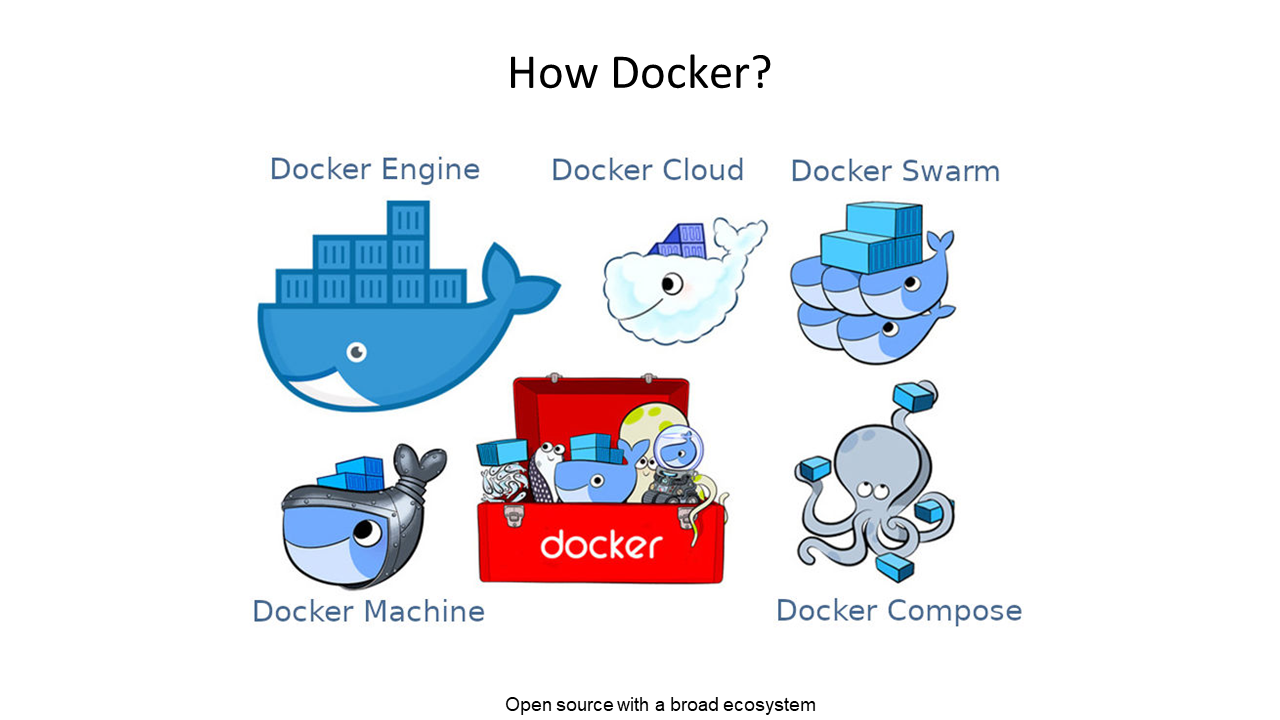 How Docker?
Docker Engine
Docker Cloud
Docker Swarm
docker
Docker Machine
Docker Compose
Open source with a broad ecosystem